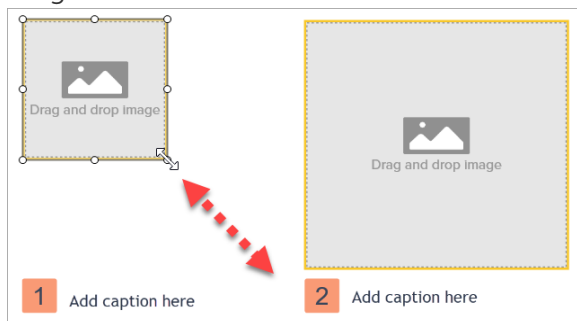 Drag and drop image
Drag and drop image
1 Add caption here
2 Add caption here